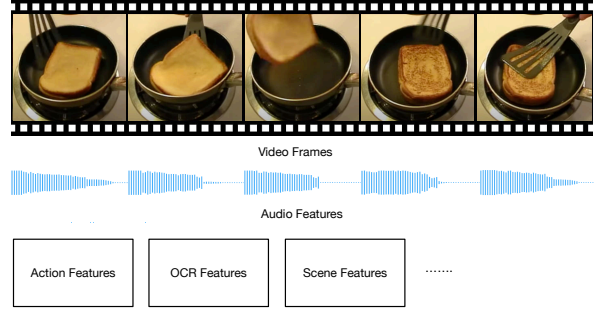 Video Frames
Audio Features
Action Features
OCR Features
Scene Features
.......